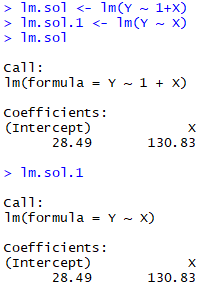 > lm.sol <- lm(Y ~ 1+X)
> lm.sol.1 <- lm(Y ~ X)
> lm.sol
Call:
lm(formula = Y ~ 1 + X)
Coefficients:
(Intercept)            X
      28.49       130.83
> lm.sol.1
Call:
lm(formula = Y ~ X)
Coefficients:
(Intercept)            X
      28.49       130.83